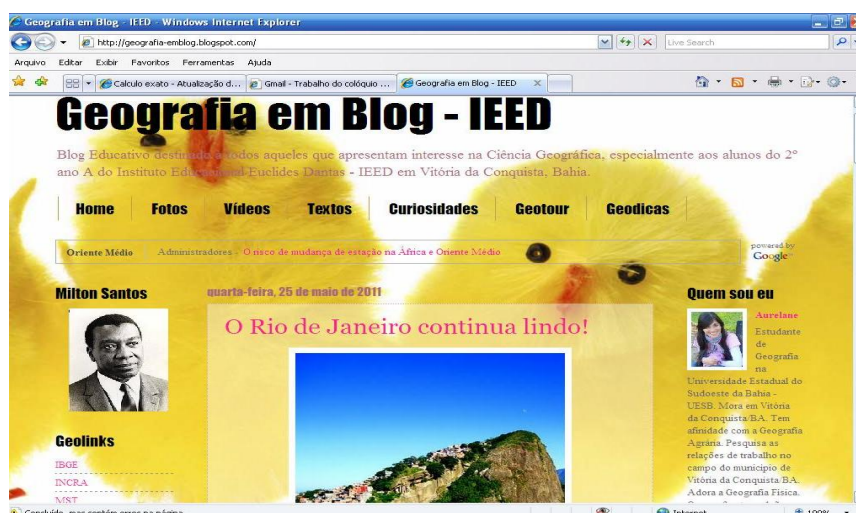 Geografia em Blog - IEED - Windows Internet Explorer
http://geografia-emblog.blogspot.com/
Live Search
Arquivo Editar Exibir Favoritos Ferramentas Ajuda
Calculo exato - Atualização d... Gmail - Trabalho do colóquio ... Geografia em Blog - IEED
Geografia em Blog - IEED
Blog Educativo destinado a todos aqueles que apresentam interesse na Ciência Geográfica, especialmente aos alunos do 2º
ano A do Instituto Educacional Euclides Dantas - IEED em Vitória da Conquista, Bahia.
Home Fotos Vídeos Textos Curiosidades Geotour Geodicas
Oriente Médio Administradores - O risco de mudança de estação na África e Oriente Médio
powered by
Google
Milton Santos
quarta-feira, 25 de maio de 2011
O Rio de Janeiro continua lindo!
Geolinks
IBGE
INCRA
MST
Quem sou eu
Aurelane
Estudante
de
Geografia
na
Universidade Estadual do
Sudoeste da Bahia -
UESB. Mora em Vitória
da Conquista/BA. Tem
afinidade com a Geografia
Agrária. Pesquisa as
relações de trabalho no
campo do município de
Vitória da Conquista/BA.
Adora a Geografia Física.
Concluído, mas contém erros na página.
Internet
100%